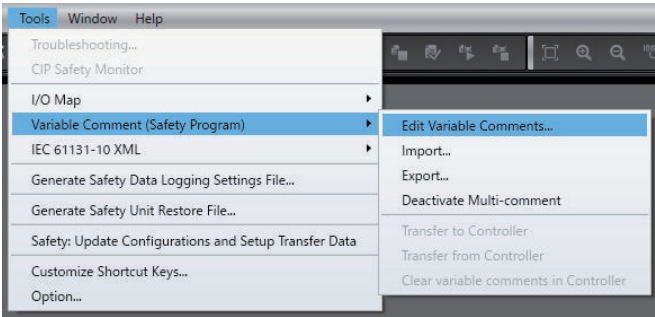 Tools Window Help
Troubleshooting...
CIP Safety Monitor
I/O Map
Variable Comment (Safety Program)
IEC 61131-10 XML
Generate Safety Data Logging Settings File...
Generate Safety Unit Restore File...
Safety: Update Configurations and Setup Transfer Data
Customize Shortcut Keys...
Option...
Edit Variable Comments...
Import...
Export...
Deactivate Multi-comment
Transfer to Controller
Transfer from Controller
Clear variable comments in Controller